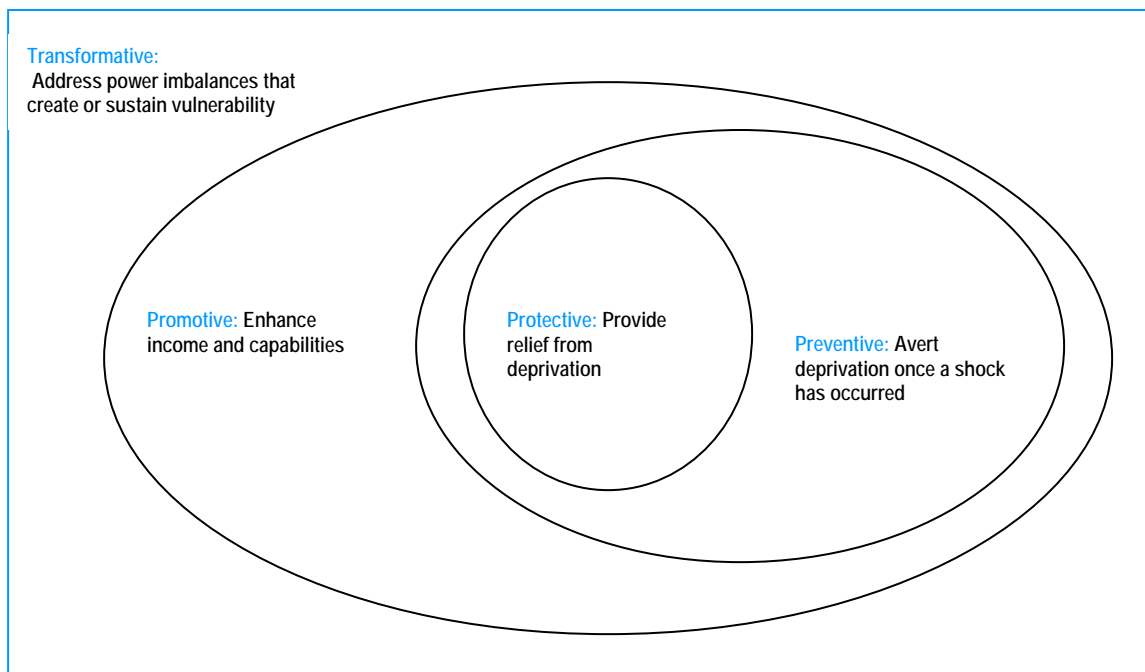 Transformative:
Address power imbalances that
create or sustain vulnerability
Promotive: Enhance
income and capabilities
Protective: Provide
relief from
deprivation
Preventive: Avert
deprivation once a shock
has occurred